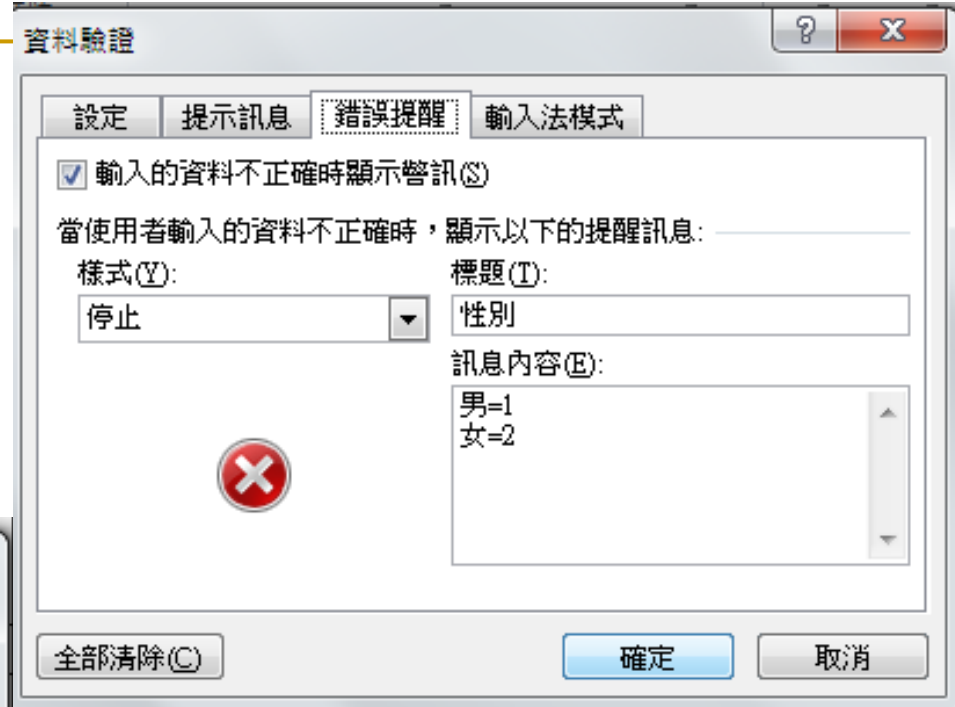 資料驗證
設定 提示訊息 錯誤提醒 輸入法模式
輸入的資料不正確時顯示警訊(S)
當使用者輸入的資料不正確時，顯示以下的提醒訊息:
樣式(Y): 標題(T):
停止 性別
訊息內容(E):
男=1
女=2
全部清除(C) 確定 取消